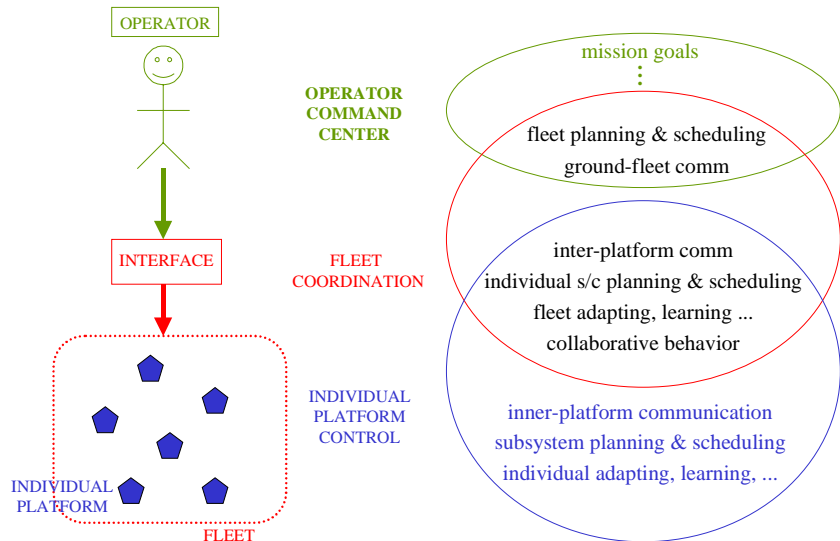 OPERATOR
OPERATOR
COMMAND
CENTER
mission goals
fleet planning & scheduling
ground-fleet comm
INTERFACE
FLEET
COORDINATION
inter-platform comm
individual s/c planning & scheduling
fleet adapting, learning ...
collaborative behavior
INDIVIDUAL
PLATFORM
CONTROL
inner-platform communication
subsystem planning & scheduling
individual adapting, learning, ...
INDIVIDUAL
PLATFORM
FLEET